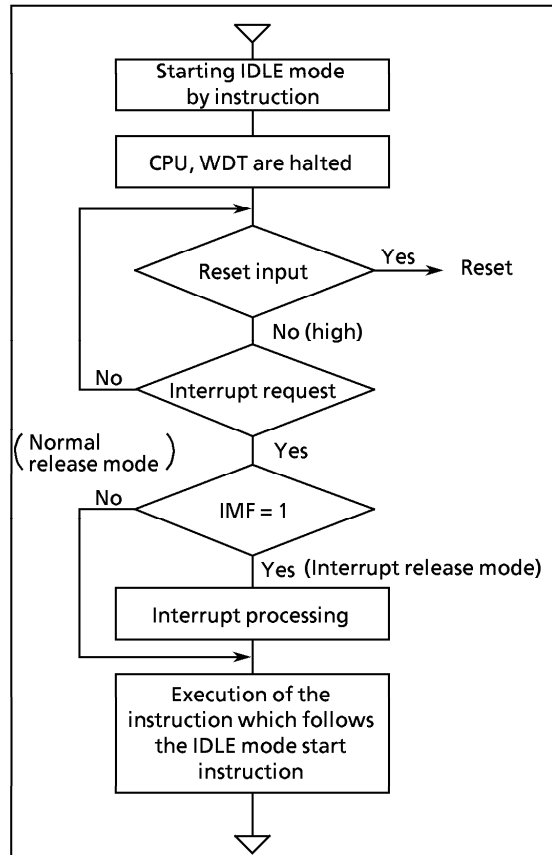 Starting IDLE mode
by instruction
CPU, WDT are halted
Reset input
Yes
Reset
No (high)
No
Interrupt request
Yes
(Normal
release mode)
No
IMF = 1
Yes (Interrupt release mode)
Interrupt processing
Execution of the
instruction which follows
the IDLE mode start
instruction